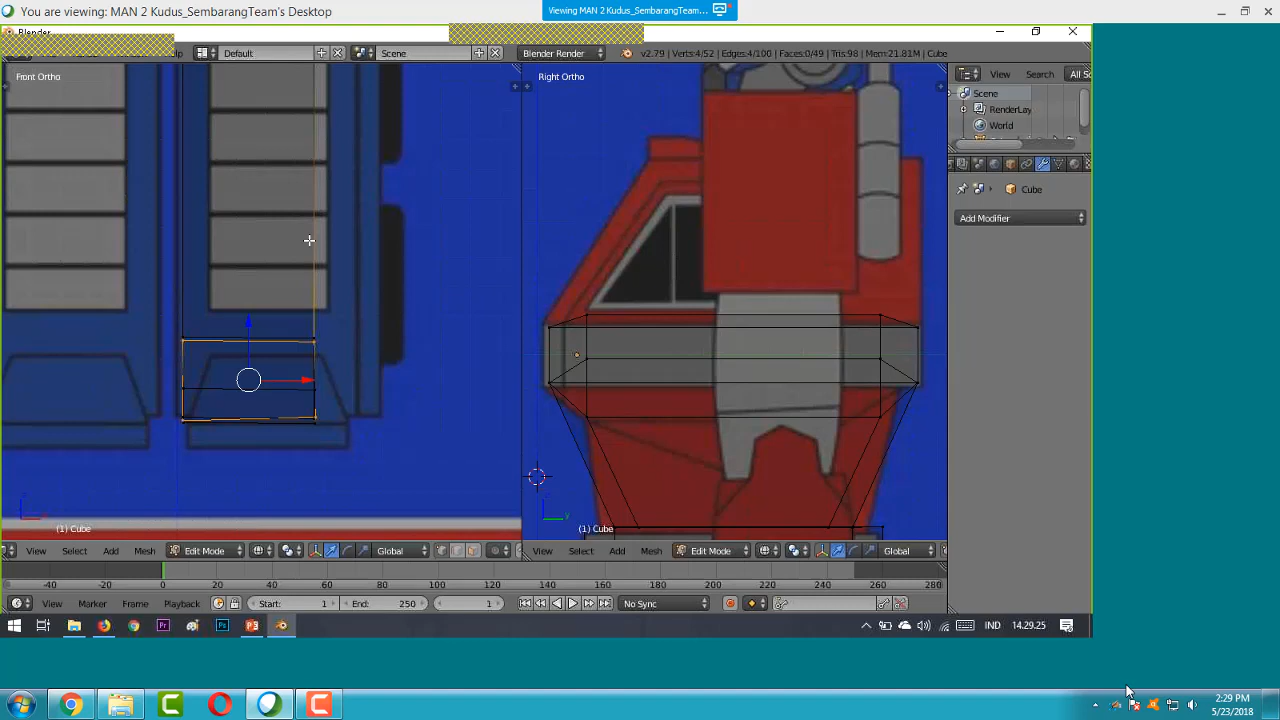 You are viewing: MAN 2 Kudus_SembarangTeam's Desktop
Viewing MAN 2 Kudus_SembarangTeam...
Blender
Default
Scene
Blender Render
v2.79 | Verts:4/52 | Edges:4/100 | Faces:0/49 | Tris:98 | Mem:21.81M | Cube
Front Ortho
Right Ortho
View
Search
All Sc
Scene
RenderLay
World
Cube
Add Modifier
(1) Cube
(1) Cube
View Select Add Mesh Edit Mode Global
View Select Add Mesh Edit Mode Global
-40 -20 0 20 40 60 80 100 120 140 160 180 200 220 240 260 280
View Marker Frame Playback Start: 1 End: 250 1 No Sync
IND 14.29.25
2:29 PM
5/23/2018